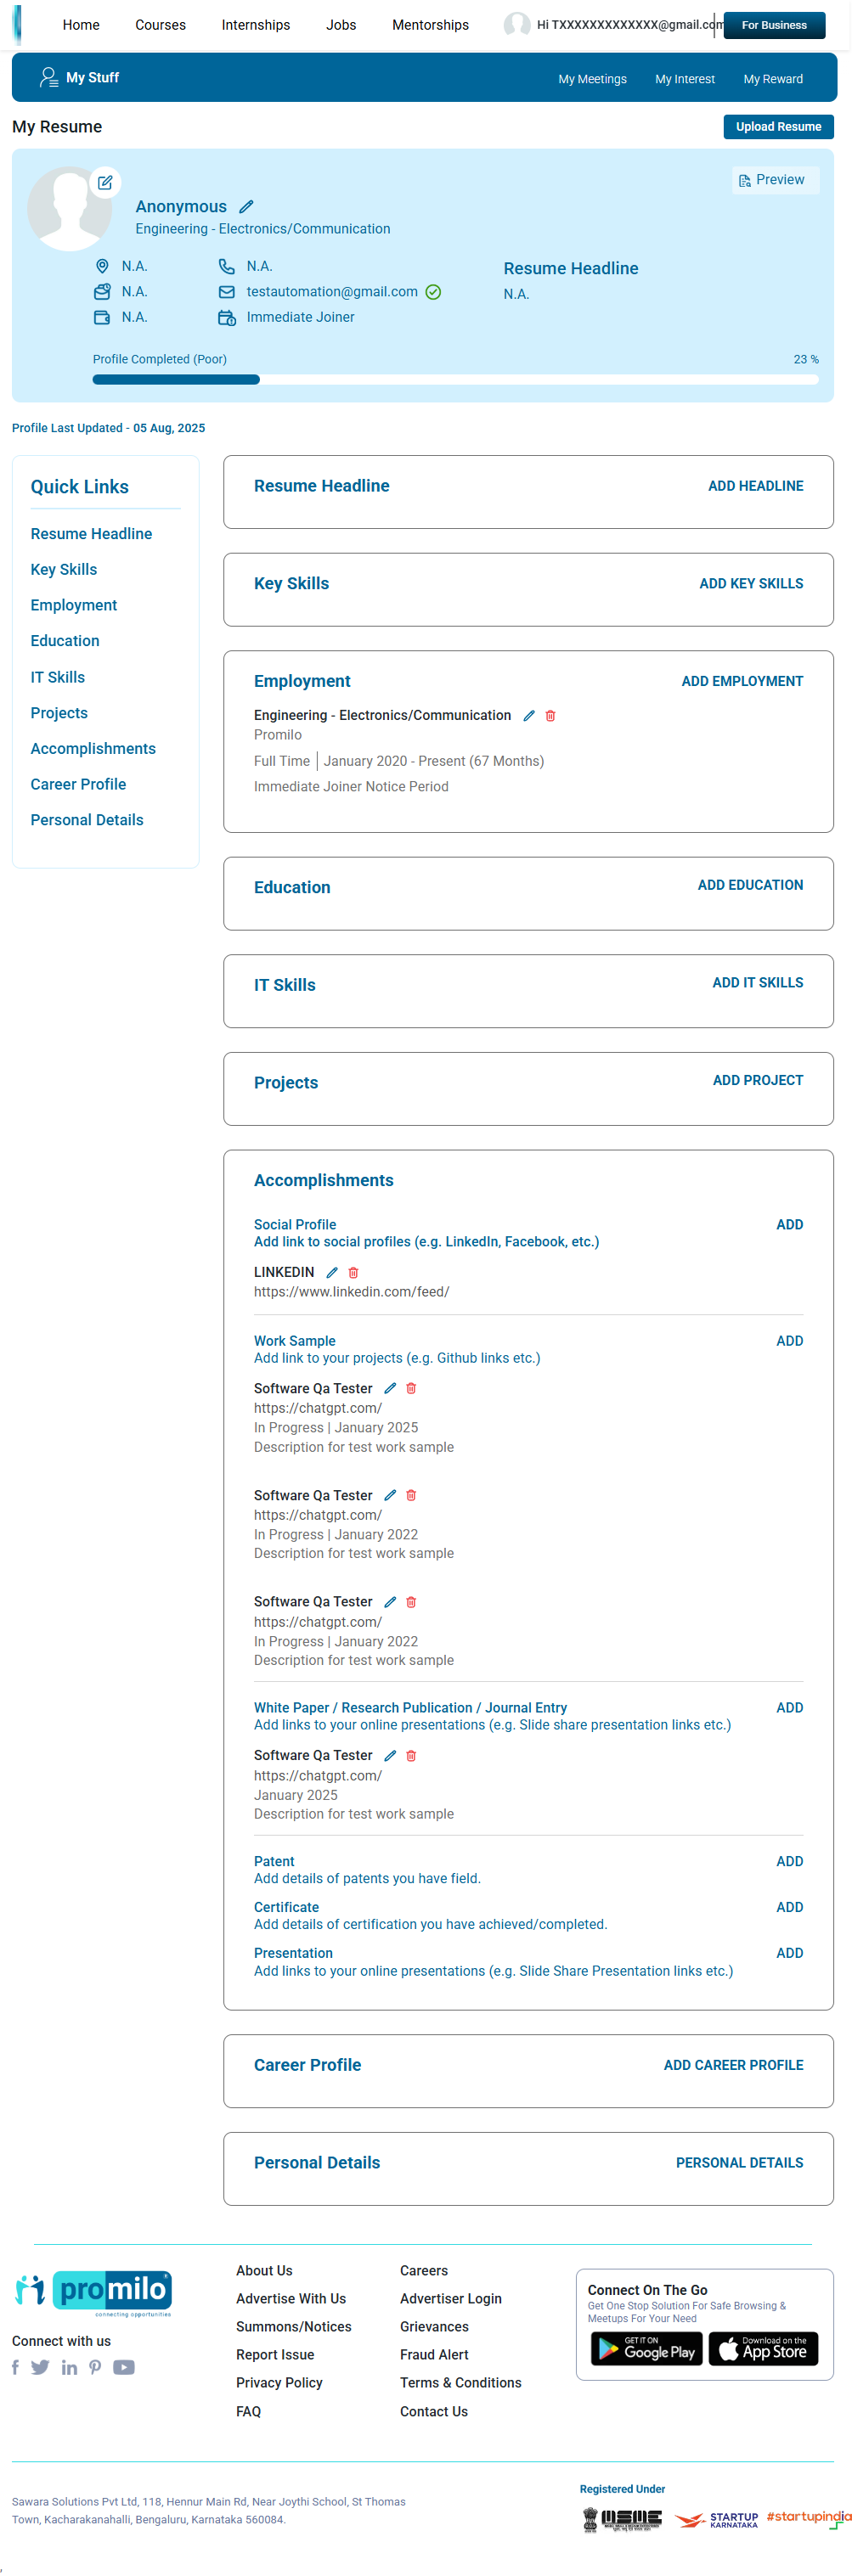 Home Courses Internships Jobs Mentorships Hi TXXXXXXXXXXXXX@gmail.com For Business
My Stuff My Meetings My Interest My Reward
My Resume Upload Resume
Preview
Anonymous
Engineering - Electronics/Communication
N.A. N.A. Resume Headline
N.A. testautomation@gmail.com N.A.
N.A. Immediate Joiner
Profile Completed (Poor) 23 %
Profile Last Updated - 05 Aug, 2025
Quick Links
Resume Headline
Key Skills
Employment
Education
IT Skills
Projects
Accomplishments
Career Profile
Personal Details
Resume Headline ADD HEADLINE
Key Skills ADD KEY SKILLS
Employment ADD EMPLOYMENT
Engineering - Electronics/Communication
Promilo
Full Time | January 2020 - Present (67 Months)
Immediate Joiner Notice Period
Education ADD EDUCATION
IT Skills ADD IT SKILLS
Projects ADD PROJECT
Accomplishments
Social Profile ADD
Add link to social profiles (e.g. LinkedIn, Facebook, etc.)
LINKEDIN
https://www.linkedin.com/feed/
Work Sample ADD
Add link to your projects (e.g. Github links etc.)
Software Qa Tester
https://chatgpt.com/
In Progress | January 2025
Description for test work sample
Software Qa Tester
https://chatgpt.com/
In Progress | January 2022
Description for test work sample
Software Qa Tester
https://chatgpt.com/
In Progress | January 2022
Description for test work sample
White Paper / Research Publication / Journal Entry ADD
Add links to your online presentations (e.g. Slide share presentation links etc.)
Software Qa Tester
https://chatgpt.com/
January 2025
Description for test work sample
Patent ADD
Add details of patents you have field.
Certificate ADD
Add details of certification you have achieved/completed.
Presentation ADD
Add links to your online presentations (e.g. Slide Share Presentation links etc.)
Career Profile ADD CAREER PROFILE
Personal Details PERSONAL DETAILS
promilo
connecting opportunities
Connect with us
About Us
Advertise With Us
Summons/Notices
Report Issue
Privacy Policy
FAQ
Careers
Advertiser Login
Grievances
Fraud Alert
Terms & Conditions
Contact Us
Connect On The Go
Get One Stop Solution For Safe Browsing &
Meetups For Your Need
GET IT ON
Google Play
Download on the
App Store
Sawara Solutions Pvt Ltd, 118, Hennur Main Rd, Near Joythi School, St Thomas
Town, Kacharakanahalli, Bengaluru, Karnataka 560084.
Registered Under
MSME
STARTUP
KARNATAKA
#startupindia
,